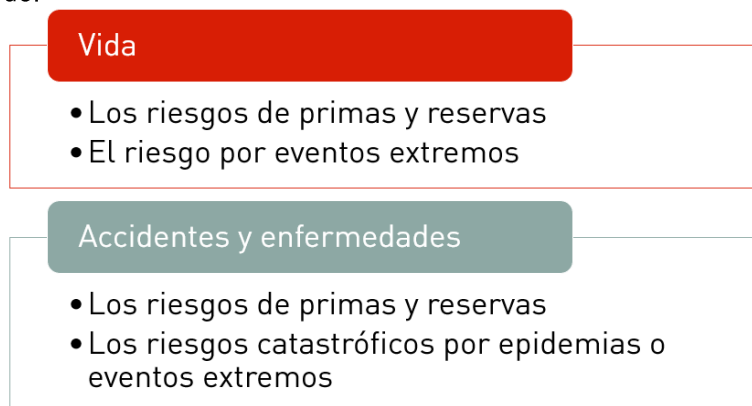 Vida
• Los riesgos de primas y reservas
• El riesgo por eventos extremos
Accidentes y enfermedades
• Los riesgos de primas y reservas
• Los riesgos catastróficos por epidemias o
eventos extremos